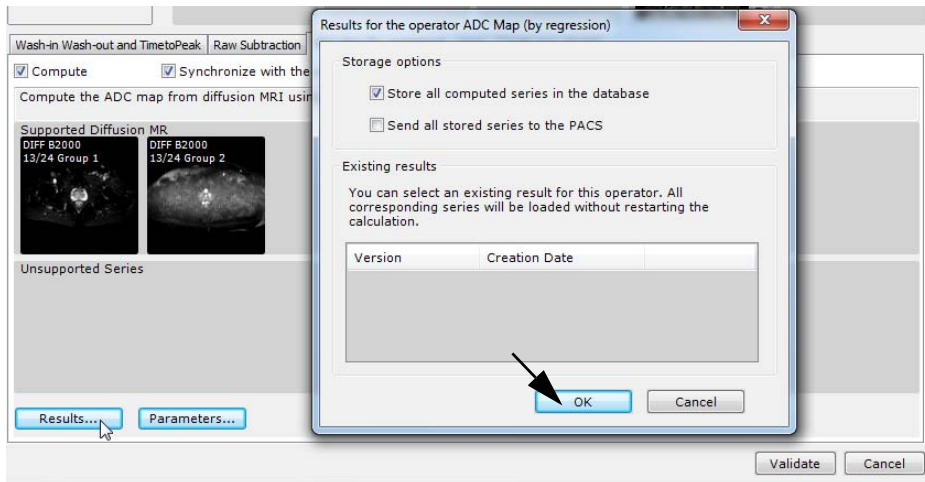 Wash-in Wash-out and TimetoPeak
Raw Subtraction
Compute
Synchronize with the
Compute the ADC map from diffusion MRI usin
Supported Diffusion MR
DIFF B2000
13/24 Group 1
DIFF B2000
13/24 Group 2
Unsupported Series
Results...
Parameters...
Results for the operator ADC Map (by regression)
Storage options
Store all computed series in the database
Send all stored series to the PACS
Existing results
You can select an existing result for this operator. All
corresponding series will be loaded without restarting the
calculation.
Version
Creation Date
OK
Cancel
Validate
Cancel